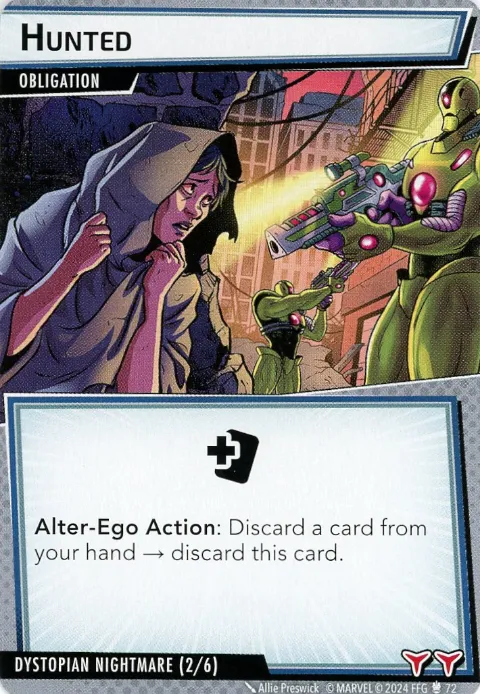 HUNTED
OBLIGATION
Alter-Ego Action: Discard a card from
your hand → discard this card.
DYSTOPIAN NIGHTMARE (2/6)
Allie Preswick © MARVEL © 2024 FFG 72